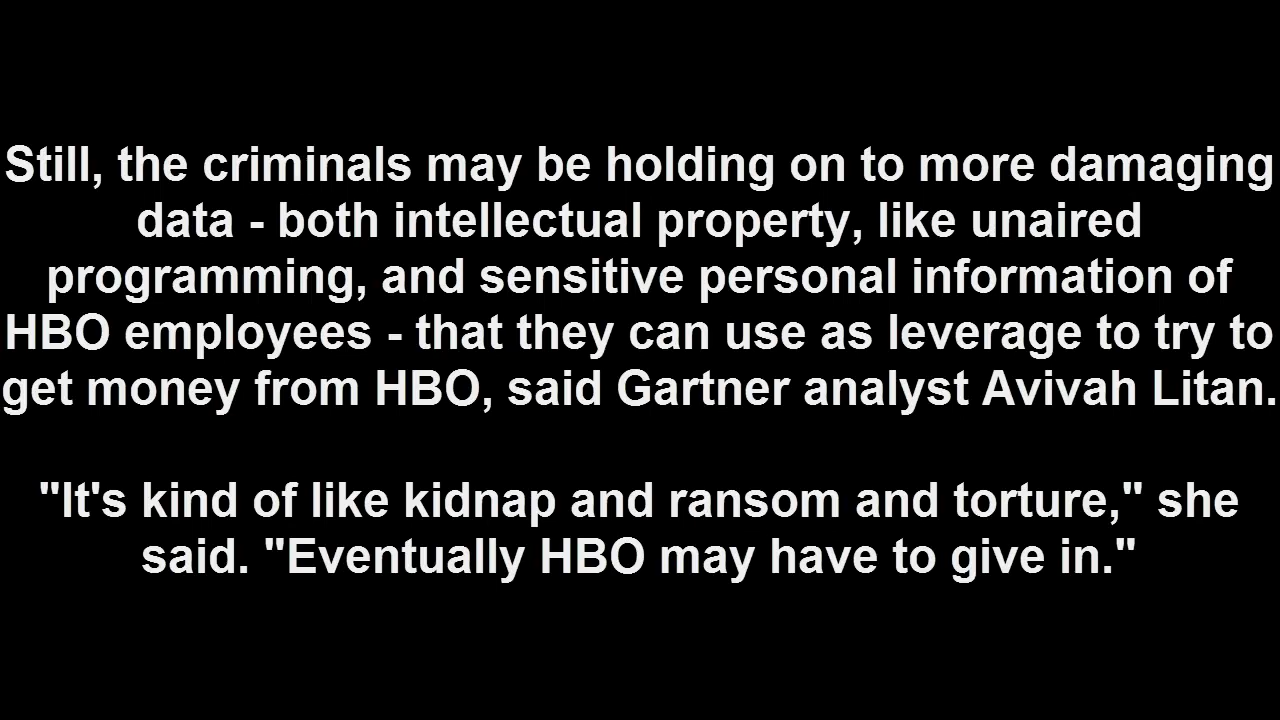 Still, the criminals may be holding on to more damaging
data - both intellectual property, like unaired
programming, and sensitive personal information of
HBO employees - that they can use as leverage to try to
get money from HBO, said Gartner analyst Avivah Litan.
"It's kind of like kidnap and ransom and torture," she
said. "Eventually HBO may have to give in."